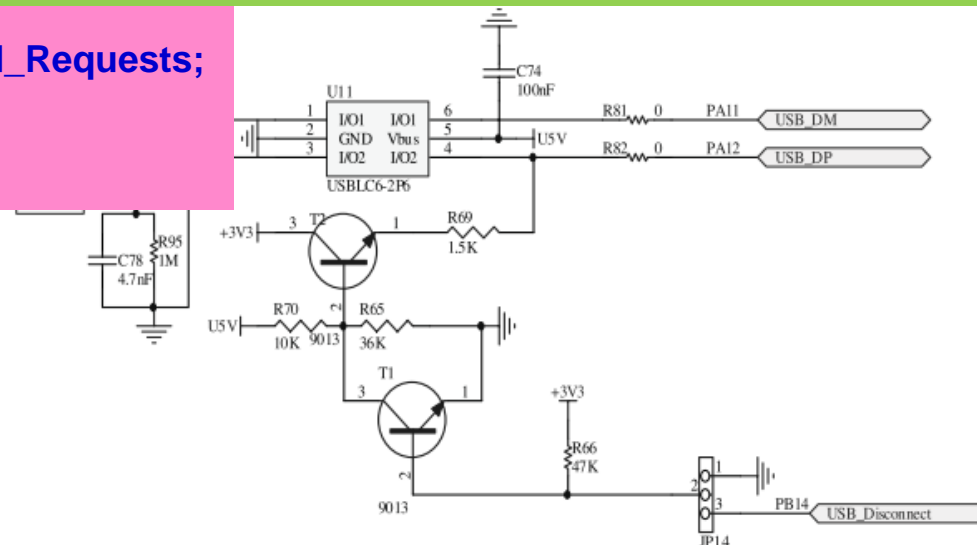 l_Requests;
C74
100nF
U11
1 I/O1 I/O1 6
2 GND Vbus 5
3 I/O2 I/O2 4
USBLC6-2P6
U5V
R81 0 PA11 USB_DM
R82 0 PA12 USB_DP
+3V3 3 T2 1 R69
1.5K
R95
1M
C78
4.7nF
2
U5V R70 R65
10K 9013 36K
T1
3 1
2
9013
+3V3
R66
47K
1
2
3
PB14 USB_Disconnect
JP14